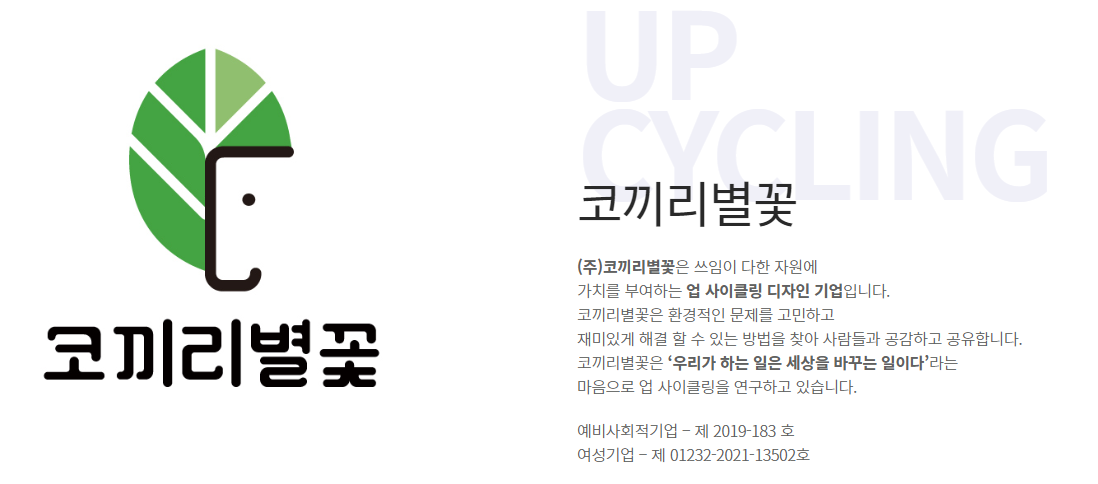 UP
CYCLING
코끼리별꽃
코끼리별꽃
(주)코끼리별꽃은 쓰임이 다한 자원에
가치를 부여하는 업 사이클링 디자인 기업입니다.
코끼리별꽃은 환경적인 문제를 고민하고
재미있게 해결 할 수 있는 방법을 찾아 사람들과 공감하고 공유합니다.
코끼리별꽃은 ‘우리가 하는 일은 세상을 바꾸는 일이다’라는
마음으로 업 사이클링을 연구하고 있습니다.
예비사회적기업 – 제 2019-183 호
여성기업 – 제 01232-2021-13502호